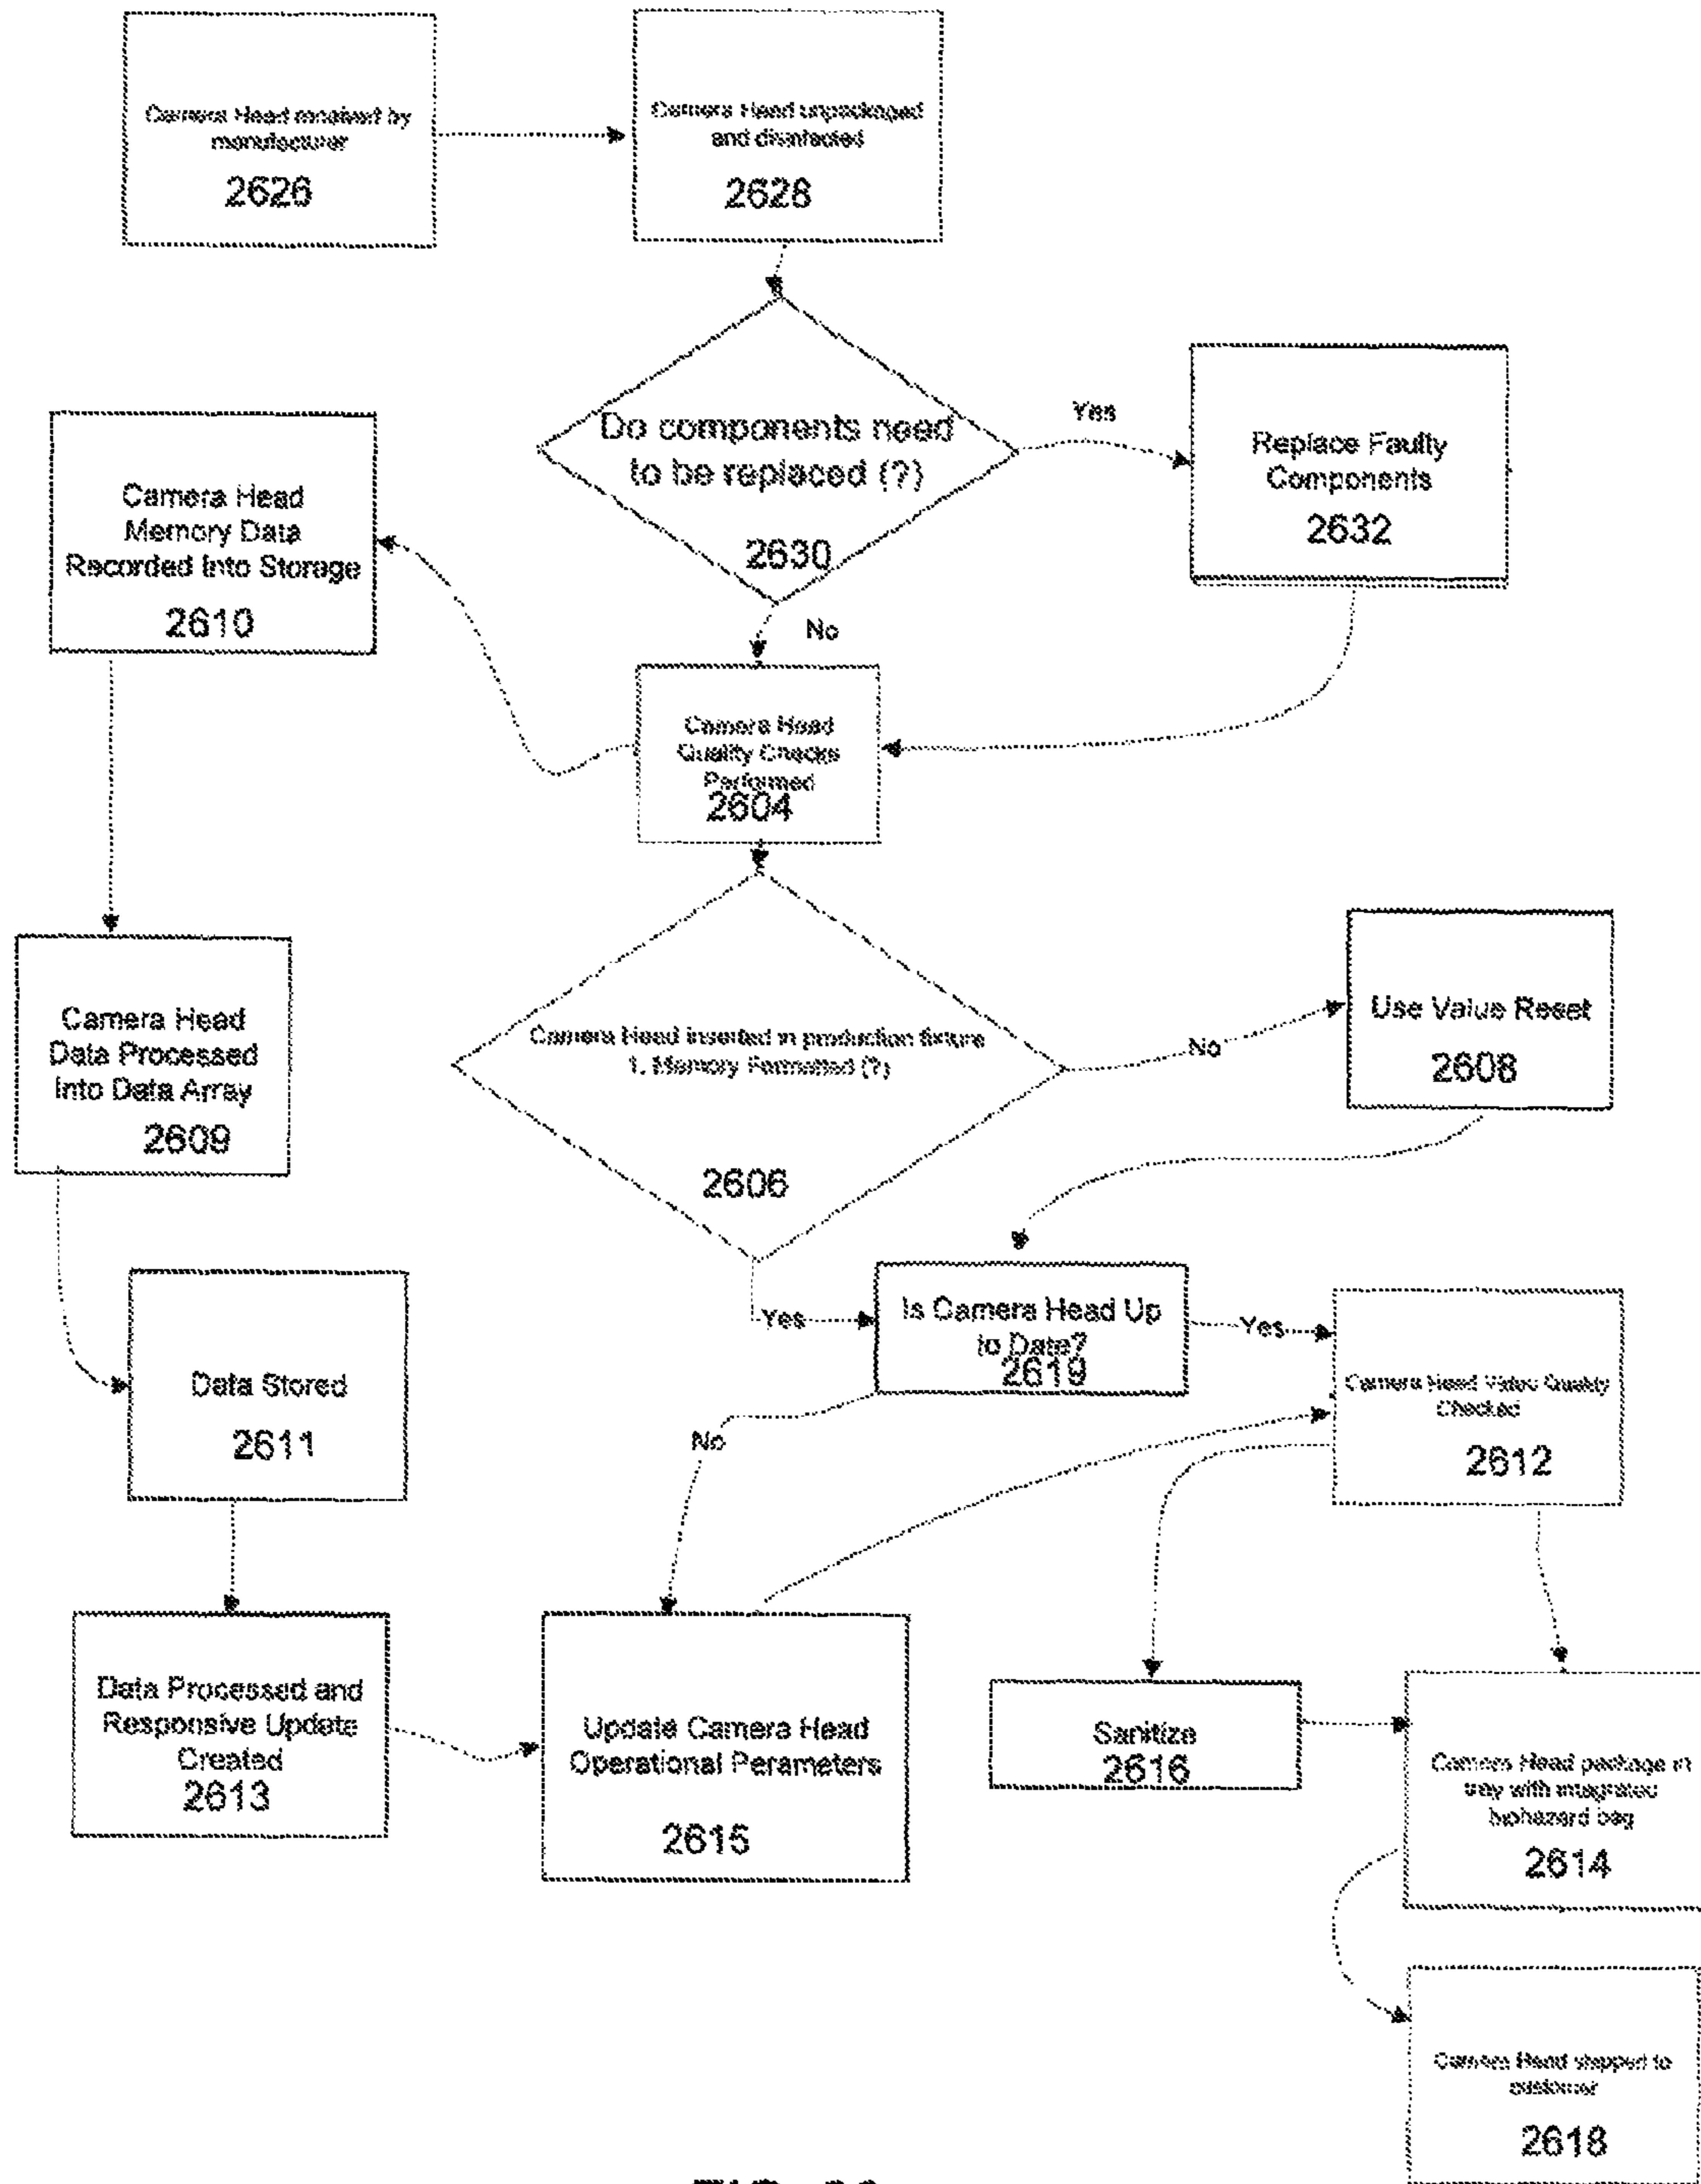 Camera Head received by
manufacturer
2626
Camera Head unpackaged
and disinfected
2628
Do components need
to be replaced (?)
2630
Yes
Replace Faulty
Components
2632
Camera Head
Memory Data
Recorded Into Storage
2610
No
Camera Head
Quality Checks
Performed
2604
Camera Head inserted in production fixture
1. Memory Formatted (?)
2606
No
Use Value Reset
2608
Camera Head
Data Processed
Into Data Array
2609
Yes
Is Camera Head Up
to Date?
2619
Yes
Camera Head Video Quality
Checked
2612
No
Data Stored
2611
Data Processed and
Responsive Update
Created
2613
Update Camera Head
Operational Perameters
2615
Sanitize
2616
Camera Head package in
tray with integrated
biohazard bag
2614
Camera Head shipped to
customer
2618